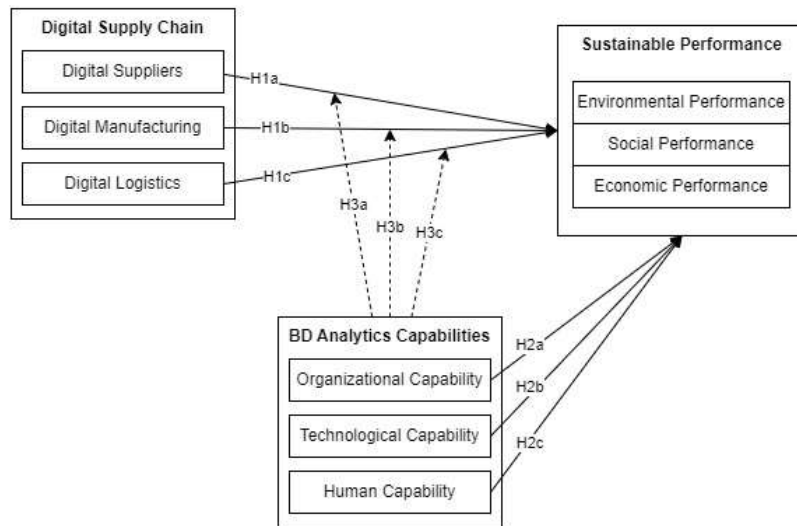 Digital Supply Chain
Digital Suppliers
Digital Manufacturing
Digital Logistics
H1a
H1b
H1c
Sustainable Performance
Environmental Performance
Social Performance
Economic Performance
H3a
H3b
H3c
BD Analytics Capabilities
Organizational Capability
Technological Capability
Human Capability
H2a
H2b
H2c